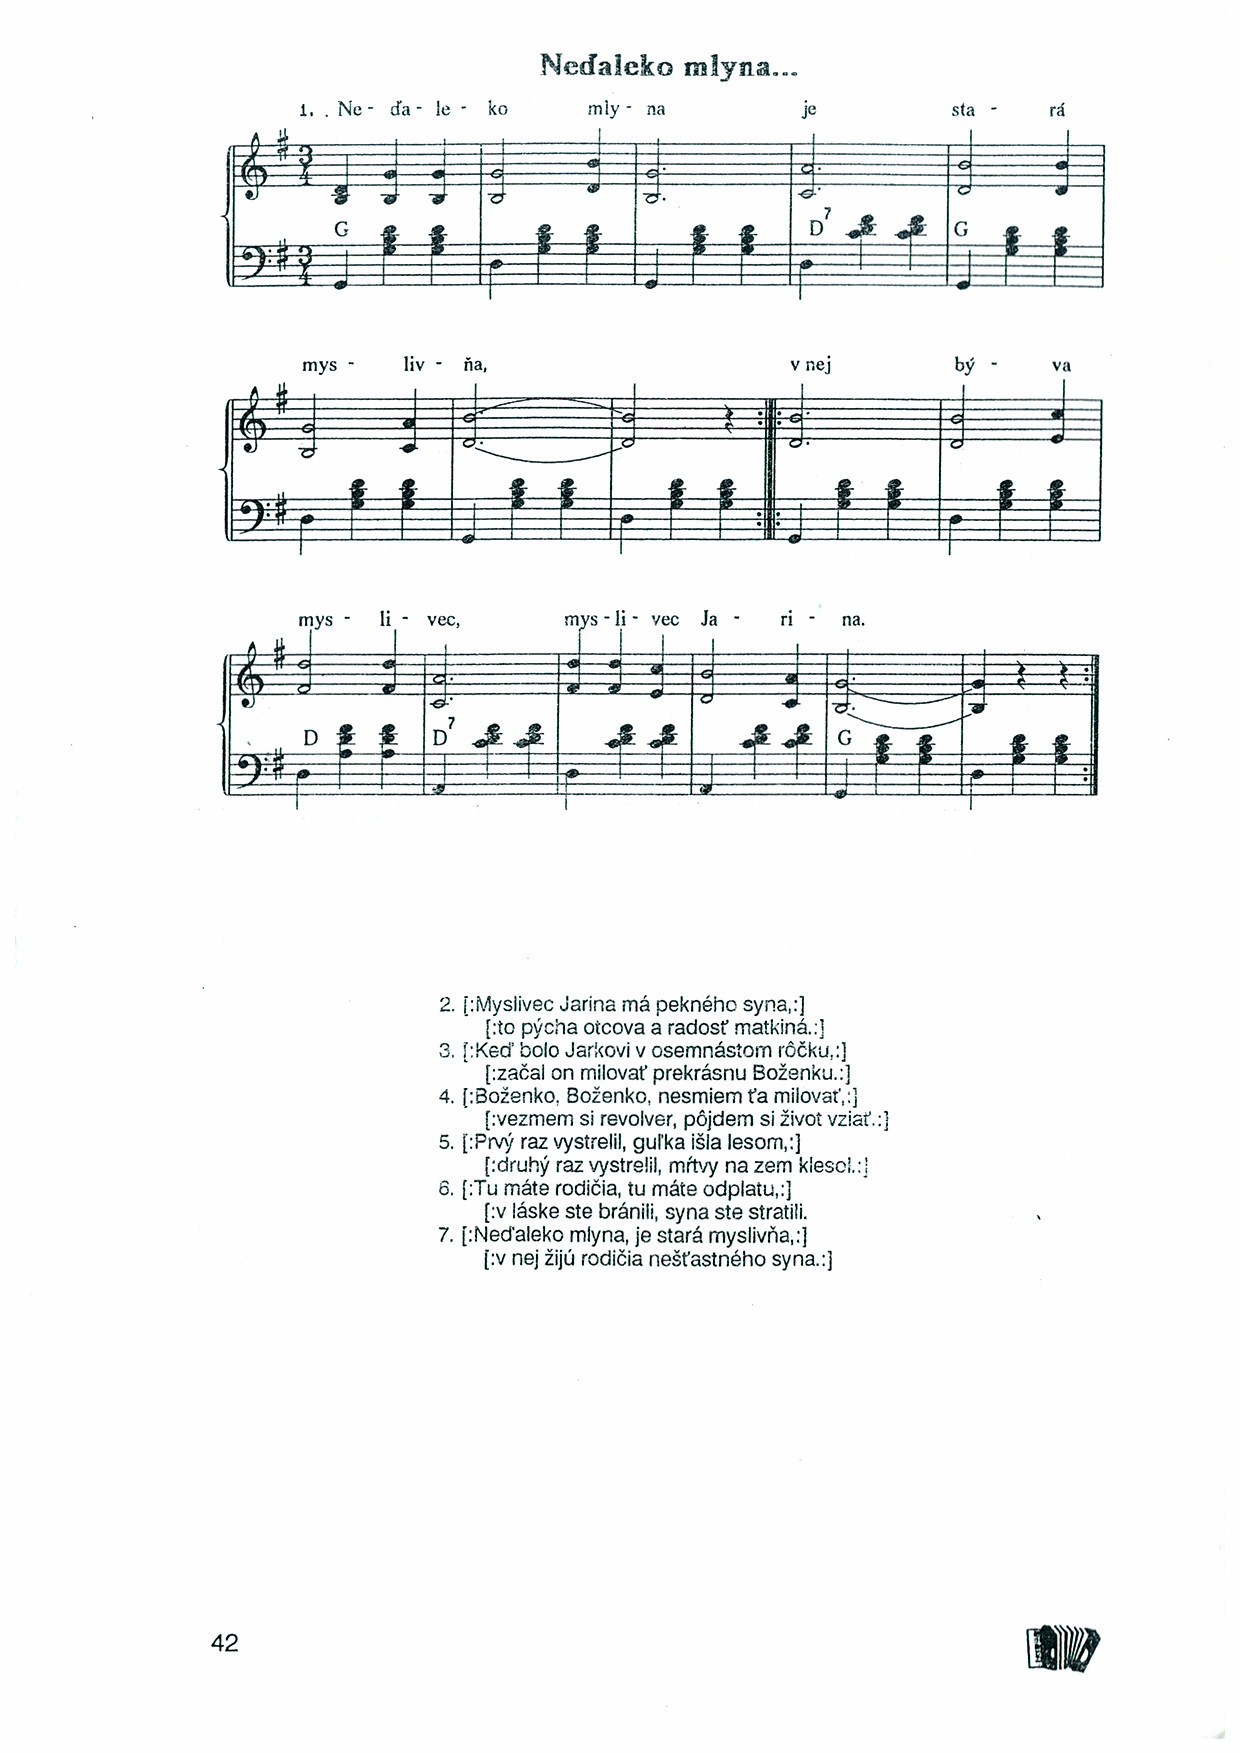 Neďaleko mlyna...
1. . Ne - ďa - le - ko mly - na je sta - rá
G D7 G
mys - liv - ňa, v nej bý - va
mys - li - vec, mys - li - vec Ja - ri - na.
D D7 G
2. [:Myslivec Jarina má pekného syna,:]
[:to pýcha otcova a radosť matkiná.:]
3. [:Keď bolo Jarkovi v osemnástom rôčku,:]
[:začal on milovať prekrásnu Boženku.:]
4. [:Boženko, Boženko, nesmiem ťa milovať,:]
[:vezmem si revolver, pôjdem si život vziať.:]
5. [:Prvý raz vystrelil, guľka išla lesom,:]
[:druhý raz vystrelil, mŕtvy na zem klesol.:]
6. [:Tu máte rodičia, tu máte odplatu,:]
[:v láske ste bránili, syna ste stratili.
7. [:Neďaleko mlyna, je stará myslivňa,:]
[:v nej žijú rodičia nešťastného syna.:]
42